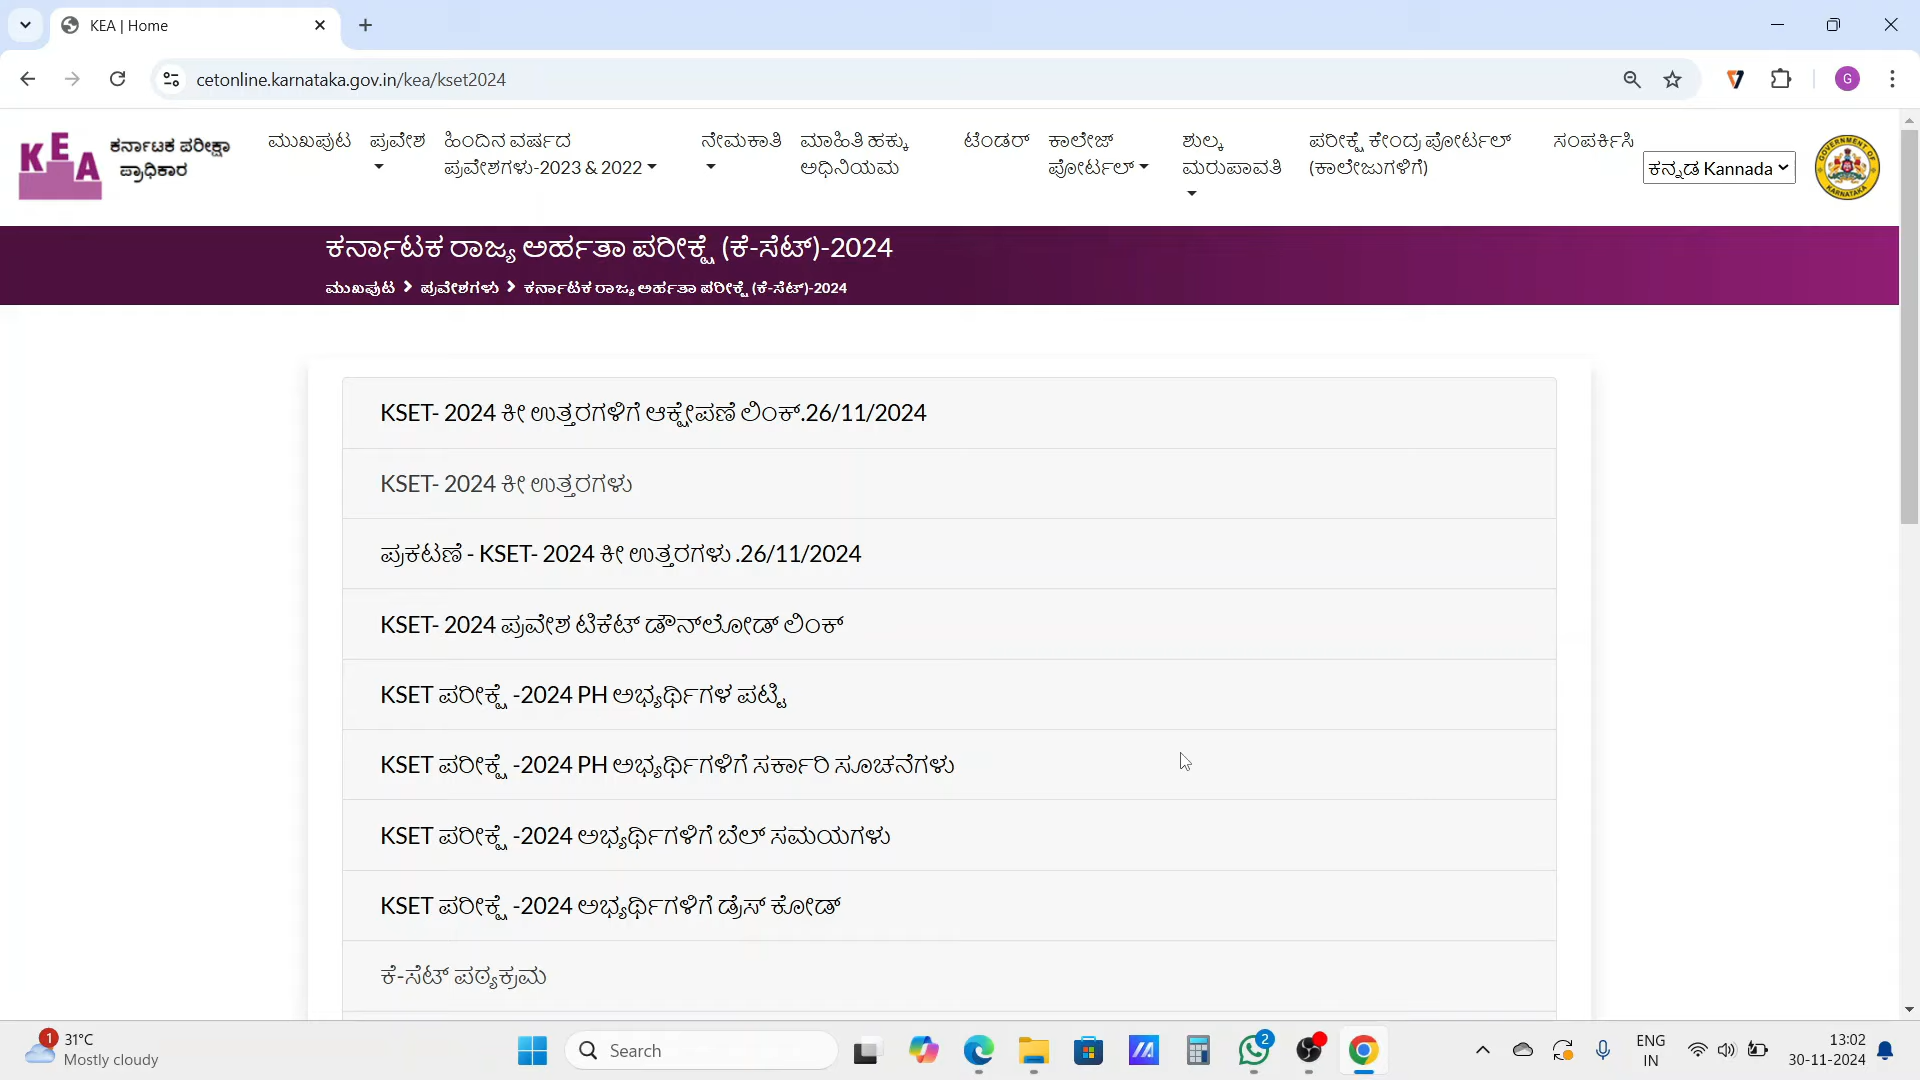 KEA | Home
cetonline.karnataka.gov.in/kea/kset2024
G
KEA
ಕರ್ನಾಟಕ ಪರೀಕ್ಷಾ
ಪ್ರಾಧಿಕಾರ
ಮುಖಪುಟ
ಪ್ರವೇಶ
ಹಿಂದಿನ ವರ್ಷದ
ಪ್ರವೇಶಗಳು-2023 & 2022
ನೇಮಕಾತಿ
ಮಾಹಿತಿ ಹಕ್ಕು
ಅಧಿನಿಯಮ
ಟೆಂಡರ್
ಕಾಲೇಜ್
ಪೋರ್ಟಲ್
ಶುಲ್ಕ
ಮರುಪಾವತಿ
ಪರೀಕ್ಷೆ ಕೇಂದ್ರ ಪೋರ್ಟಲ್
(ಕಾಲೇಜುಗಳಿಗೆ)
ಸಂಪರ್ಕಿಸಿ
ಕನ್ನಡ Kannada
ಕರ್ನಾಟಕ ರಾಜ್ಯ ಅರ್ಹತಾ ಪರೀಕ್ಷೆ (ಕೆ-ಸೆಟ್)-2024
ಮುಖಪುಟ > ಪ್ರವೇಶಗಳು > ಕರ್ನಾಟಕ ರಾಜ್ಯ ಅರ್ಹತಾ ಪರೀಕ್ಷೆ (ಕೆ-ಸೆಟ್)-2024
KSET- 2024 ಕೀ ಉತ್ತರಗಳಿಗೆ ಆಕ್ಷೇಪಣೆ ಲಿಂಕ್.26/11/2024
KSET- 2024 ಕೀ ಉತ್ತರಗಳು
ಪ್ರಕಟಣೆ - KSET- 2024 ಕೀ ಉತ್ತರಗಳು .26/11/2024
KSET- 2024 ಪ್ರವೇಶ ಟಿಕೆಟ್ ಡೌನ್‌ಲೋಡ್ ಲಿಂಕ್
KSET ಪರೀಕ್ಷೆ -2024 PH ಅಭ್ಯರ್ಥಿಗಳ ಪಟ್ಟಿ
KSET ಪರೀಕ್ಷೆ -2024 PH ಅಭ್ಯರ್ಥಿಗಳಿಗೆ ಸರ್ಕಾರಿ ಸೂಚನೆಗಳು
KSET ಪರೀಕ್ಷೆ -2024 ಅಭ್ಯರ್ಥಿಗಳಿಗೆ ಬೆಲ್ ಸಮಯಗಳು
KSET ಪರೀಕ್ಷೆ -2024 ಅಭ್ಯರ್ಥಿಗಳಿಗೆ ಡ್ರೆಸ್ ಕೋಡ್
ಕೆ-ಸೆಟ್ ಪಠ್ಯಕ್ರಮ
1
31°C
Mostly cloudy
Search
2
ENG
IN
13:02
30-11-2024